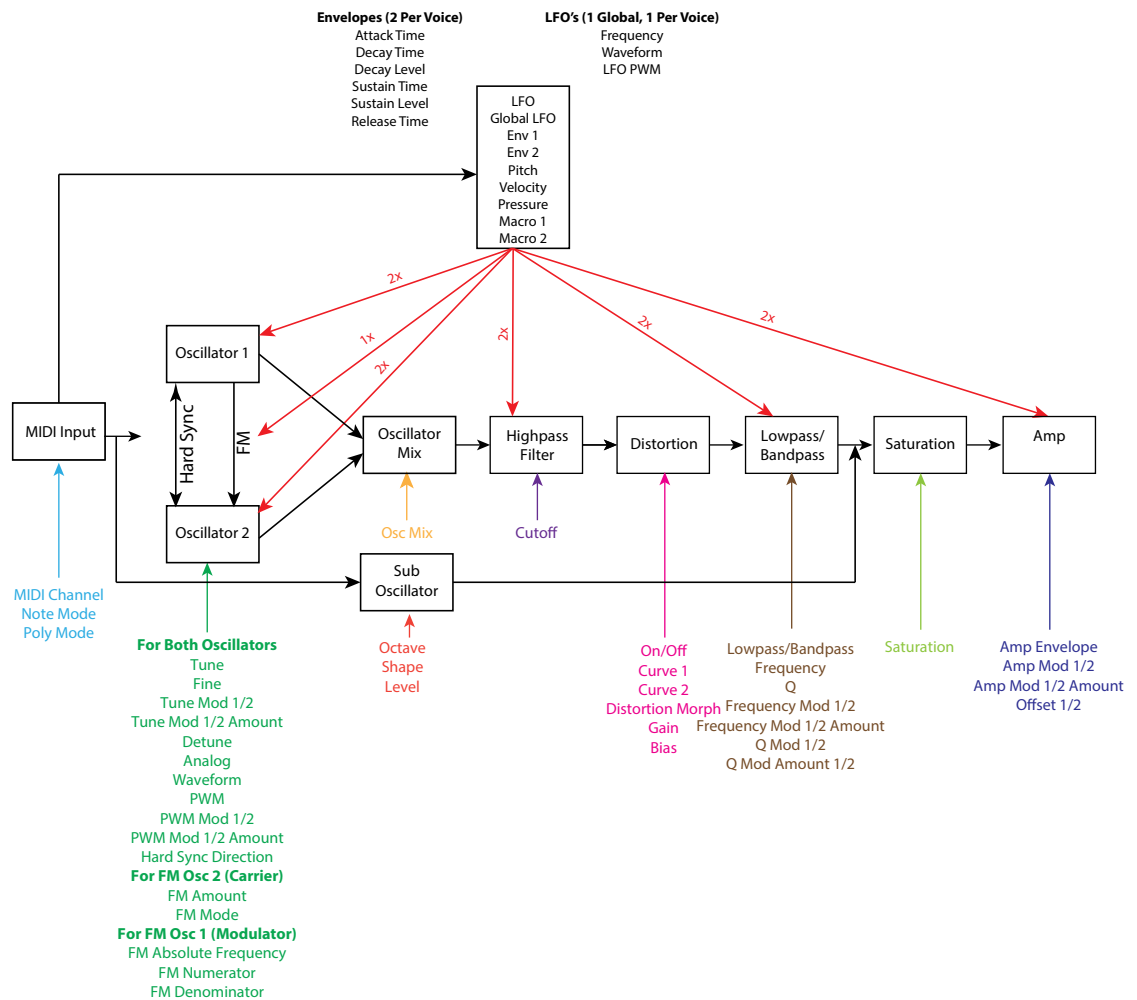 Envelopes (2 Per Voice)
Attack Time
Decay Time
Decay Level
Sustain Time
Sustain Level
Release Time
LFO's (1 Global, 1 Per Voice)
Frequency
Waveform
LFO PWM
LFO
Global LFO
Env 1
Env 2
Pitch
Velocity
Pressure
Macro 1
Macro 2
2x
1x
2x
2x
2x
2x
Oscillator 1
Hard Sync
FM
Oscillator 2
MIDI Input
Oscillator
Mix
Highpass
Filter
Distortion
Lowpass/
Bandpass
Saturation
Amp
Osc Mix
Cutoff
Sub
Oscillator
MIDI Channel
Note Mode
Poly Mode
For Both Oscillators
Tune
Fine
Tune Mod 1/2
Tune Mod 1/2 Amount
Detune
Analog
Waveform
PWM
PWM Mod 1/2
PWM Mod 1/2 Amount
Hard Sync Direction
For FM Osc 2 (Carrier)
FM Amount
FM Mode
For FM Osc 1 (Modulator)
FM Absolute Frequency
FM Numerator
FM Denominator
Octave
Shape
Level
On/Off
Curve 1
Curve 2
Distortion Morph
Gain
Bias
Lowpass/Bandpass
Frequency
Q
Frequency Mod 1/2
Frequency Mod 1/2 Amount
Q Mod 1/2
Q Mod Amount 1/2
Saturation
Amp Envelope
Amp Mod 1/2
Amp Mod 1/2 Amount
Offset 1/2